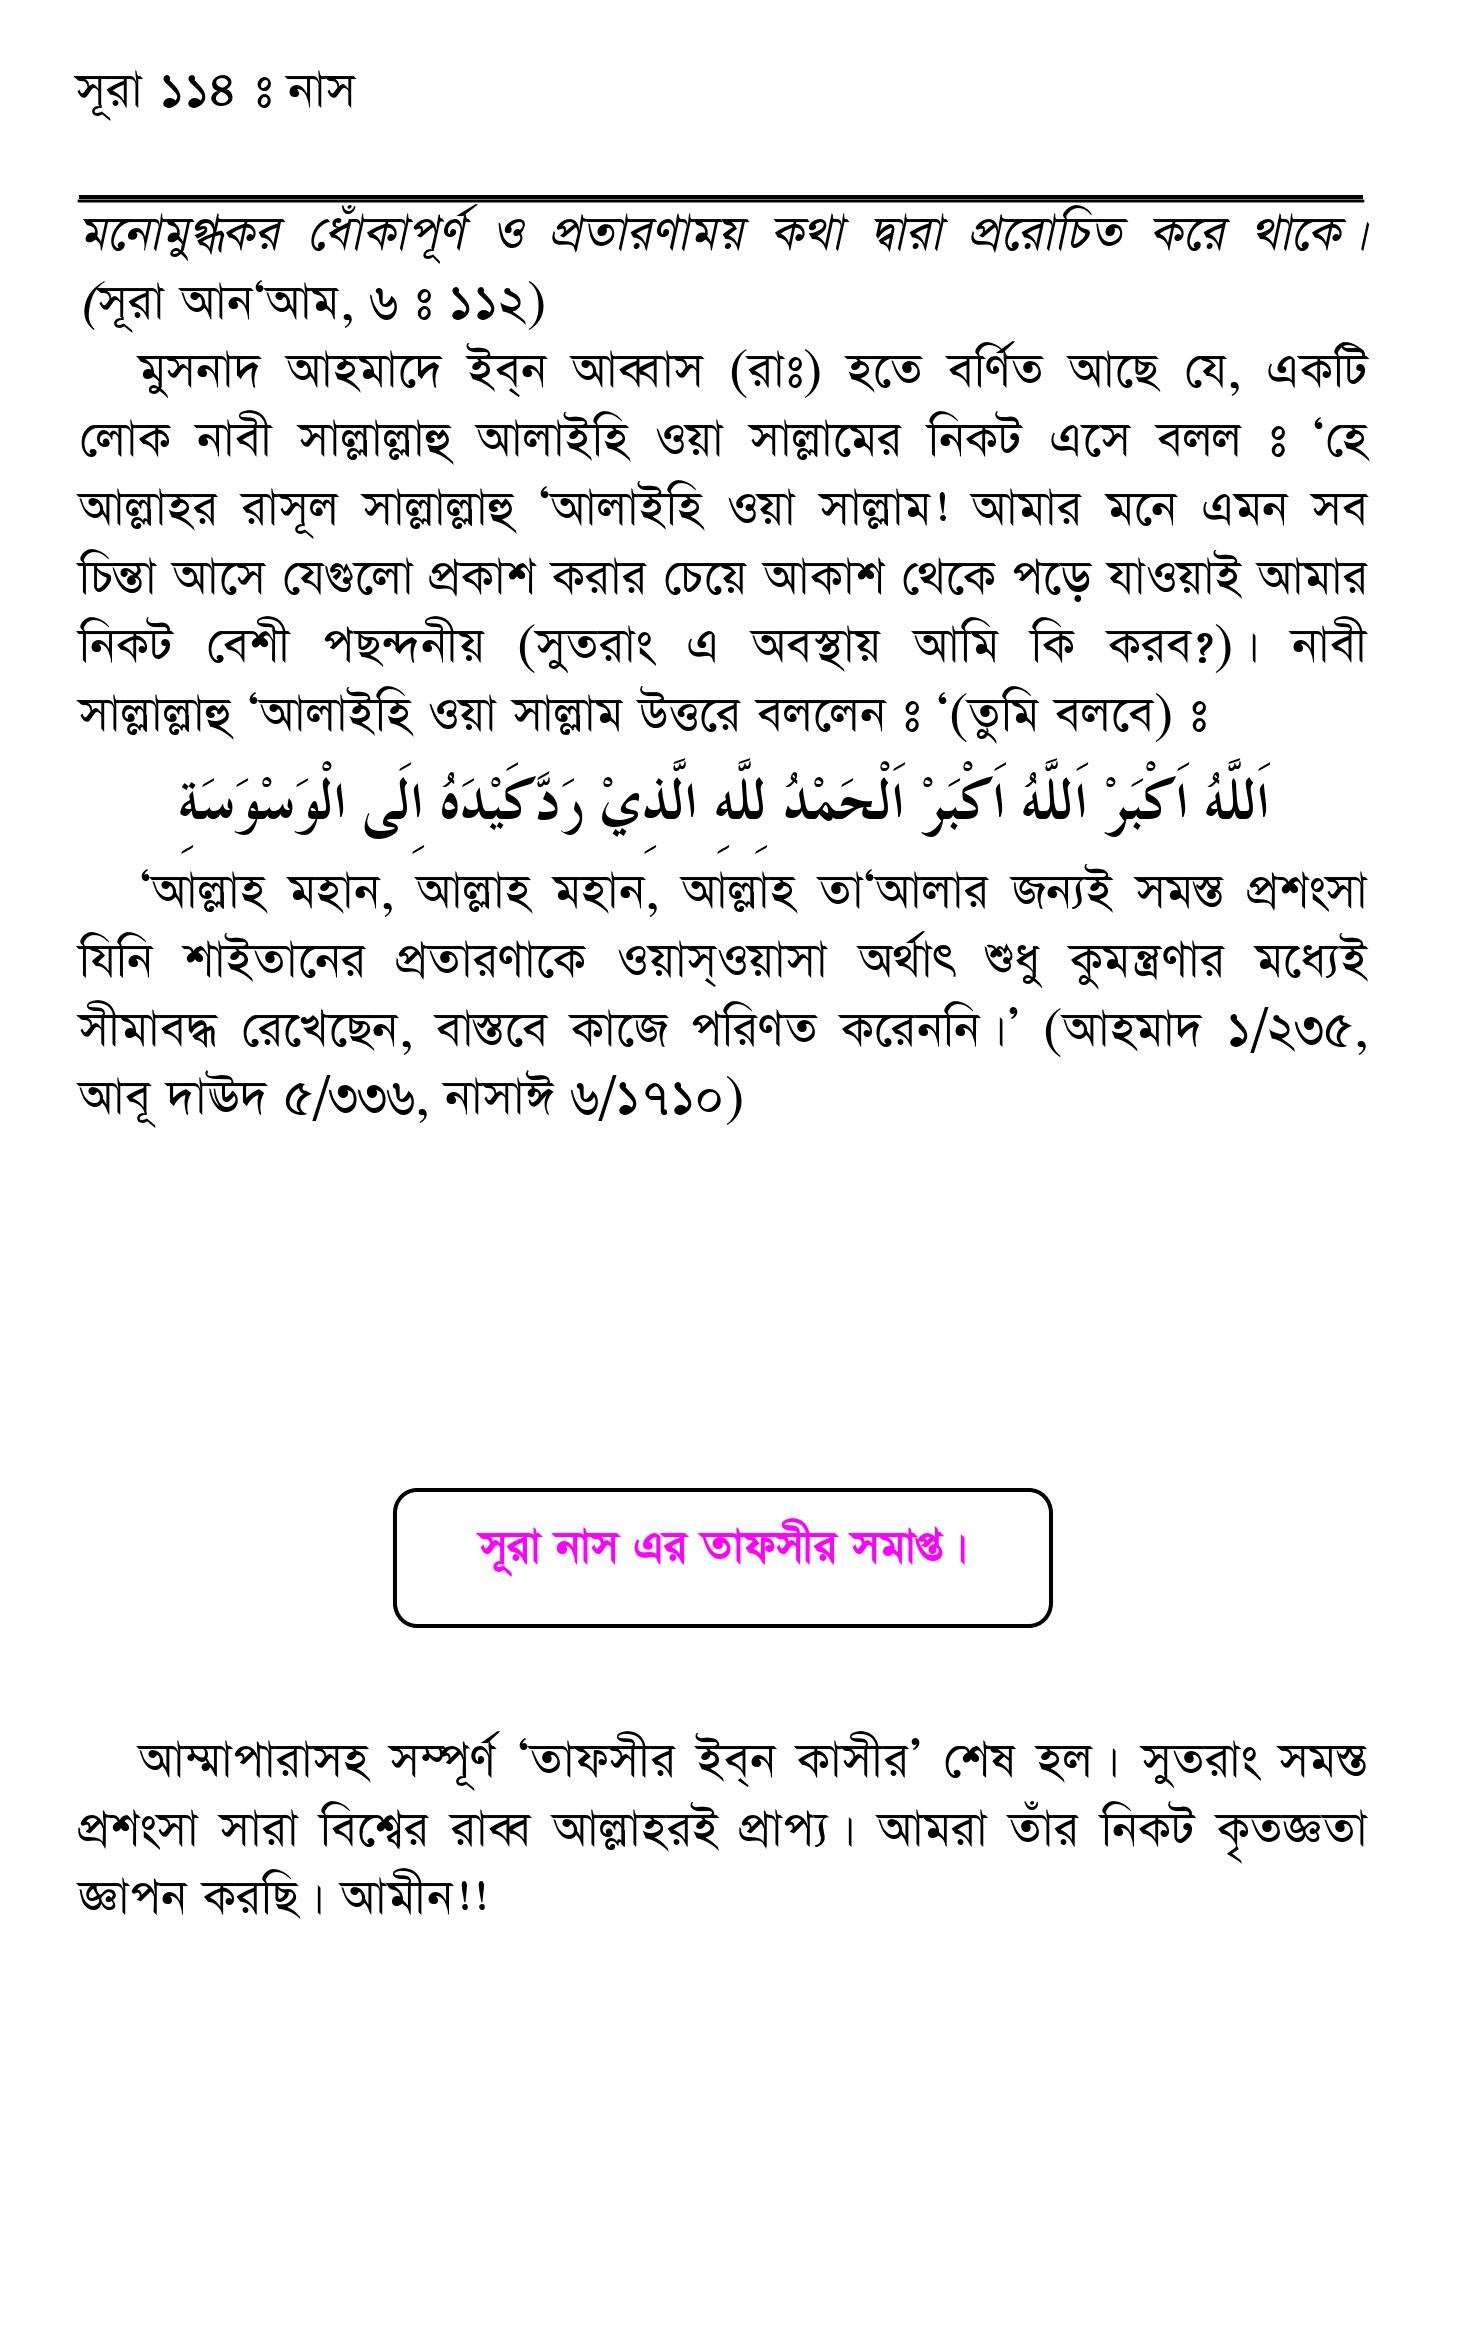 সূরা ১১৪ ঃ নাস
মনোমুগ্ধকর ধোঁকাপূর্ণ ও প্রতারণাময় কথা দ্বারা প্ররোচিত করে থাকে।
(সূরা আন‘আম, ৬ ঃ ১১২)
মুসনাদ আহমাদে ইব্‌ন আব্বাস (রাঃ) হতে বর্ণিত আছে যে, একটি
লোক নাবী সাল্লাল্লাহু আলাইহি ওয়া সাল্লামের নিকট এসে বলল ঃ ‘হে
আল্লাহর রাসূল সাল্লাল্লাহু ‘আলাইহি ওয়া সাল্লাম! আমার মনে এমন সব
চিন্তা আসে যেগুলো প্রকাশ করার চেয়ে আকাশ থেকে পড়ে যাওয়াই আমার
নিকট বেশী পছন্দনীয় (সুতরাং এ অবস্থায় আমি কি করব?)। নাবী
সাল্লাল্লাহু ‘আলাইহি ওয়া সাল্লাম উত্তরে বললেন ঃ ‘(তুমি বলবে) ঃ
اَللَّهُ اَكْبَرْ اَللَّهُ اَكْبَرْ اَلْحَمْدُ لِلَّهِ الَّذِيْ رَدَّكَيْدَهُ اِلَى الْوَسْوَسَةِ
‘আল্লাহ মহান, আল্লাহ মহান, আল্লাহ তা‘আলার জন্যই সমস্ত প্রশংসা
যিনি শাইতানের প্রতারণাকে ওয়াস্‌ওয়াসা অর্থাৎ শুধু কুমন্ত্রণার মধ্যেই
সীমাবদ্ধ রেখেছেন, বাস্তবে কাজে পরিণত করেননি।’ (আহমাদ ১/২৩৫,
আবূ দাঊদ ৫/৩৩৬, নাসাঈ ৬/১৭১০)
সূরা নাস এর তাফসীর সমাপ্ত।
আম্মাপারাসহ সম্পূর্ণ ‘তাফসীর ইব্‌ন কাসীর’ শেষ হল। সুতরাং সমস্ত
প্রশংসা সারা বিশ্বের রাব্ব আল্লাহরই প্রাপ্য। আমরা তাঁর নিকট কৃতজ্ঞতা
জ্ঞাপন করছি। আমীন!!